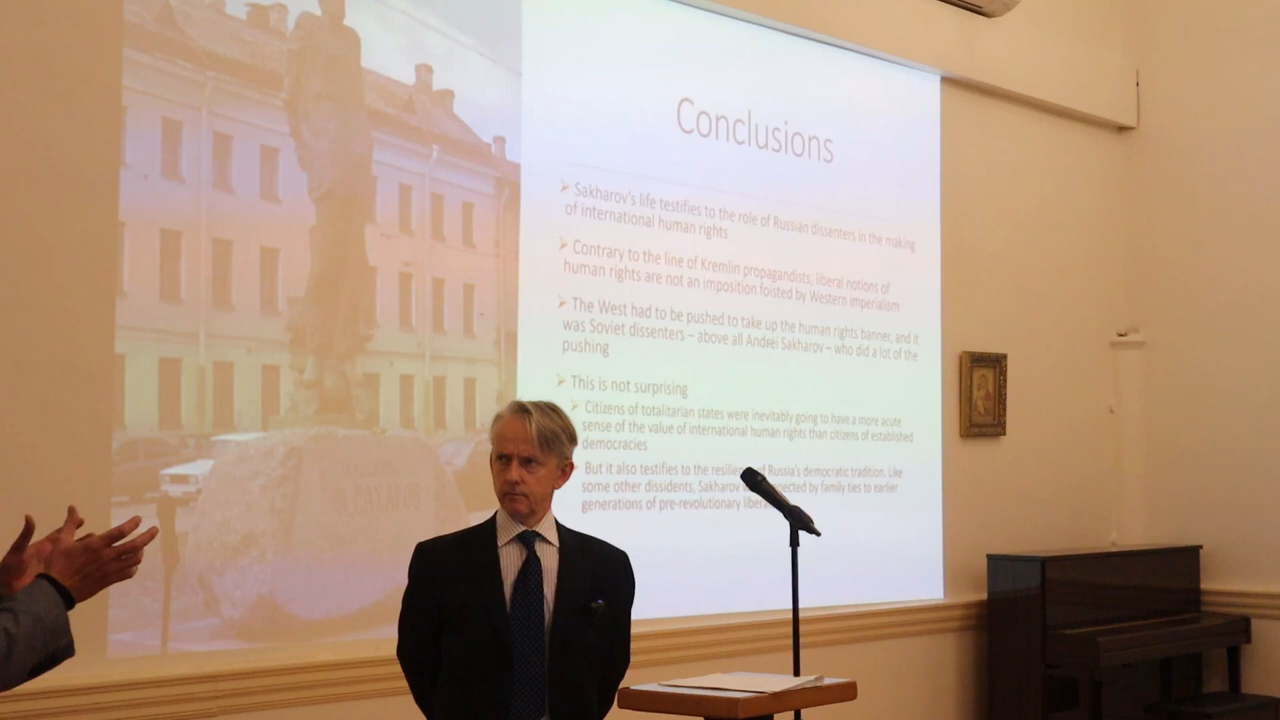 Conclusions
Sakharov's life testifies to the role of Russian dissenters in the making
of international human rights
Contrary to the line of Kremlin propagandists, liberal notions of
human rights are not an imposition foisted by Western imperialism
The West had to be pushed to take up the human rights banner, and it
was Soviet dissenters – above all Andrei Sakharov – who did a lot of the
pushing
This is not surprising
Citizens of totalitarian states were inevitably going to have a more acute
sense of the value of international human rights than citizens of established
democracies
But it also testifies to the resilience of Russia's democratic tradition. Like
some other dissidents, Sakharov connected by family ties to earlier
generations of pre-revolutionary